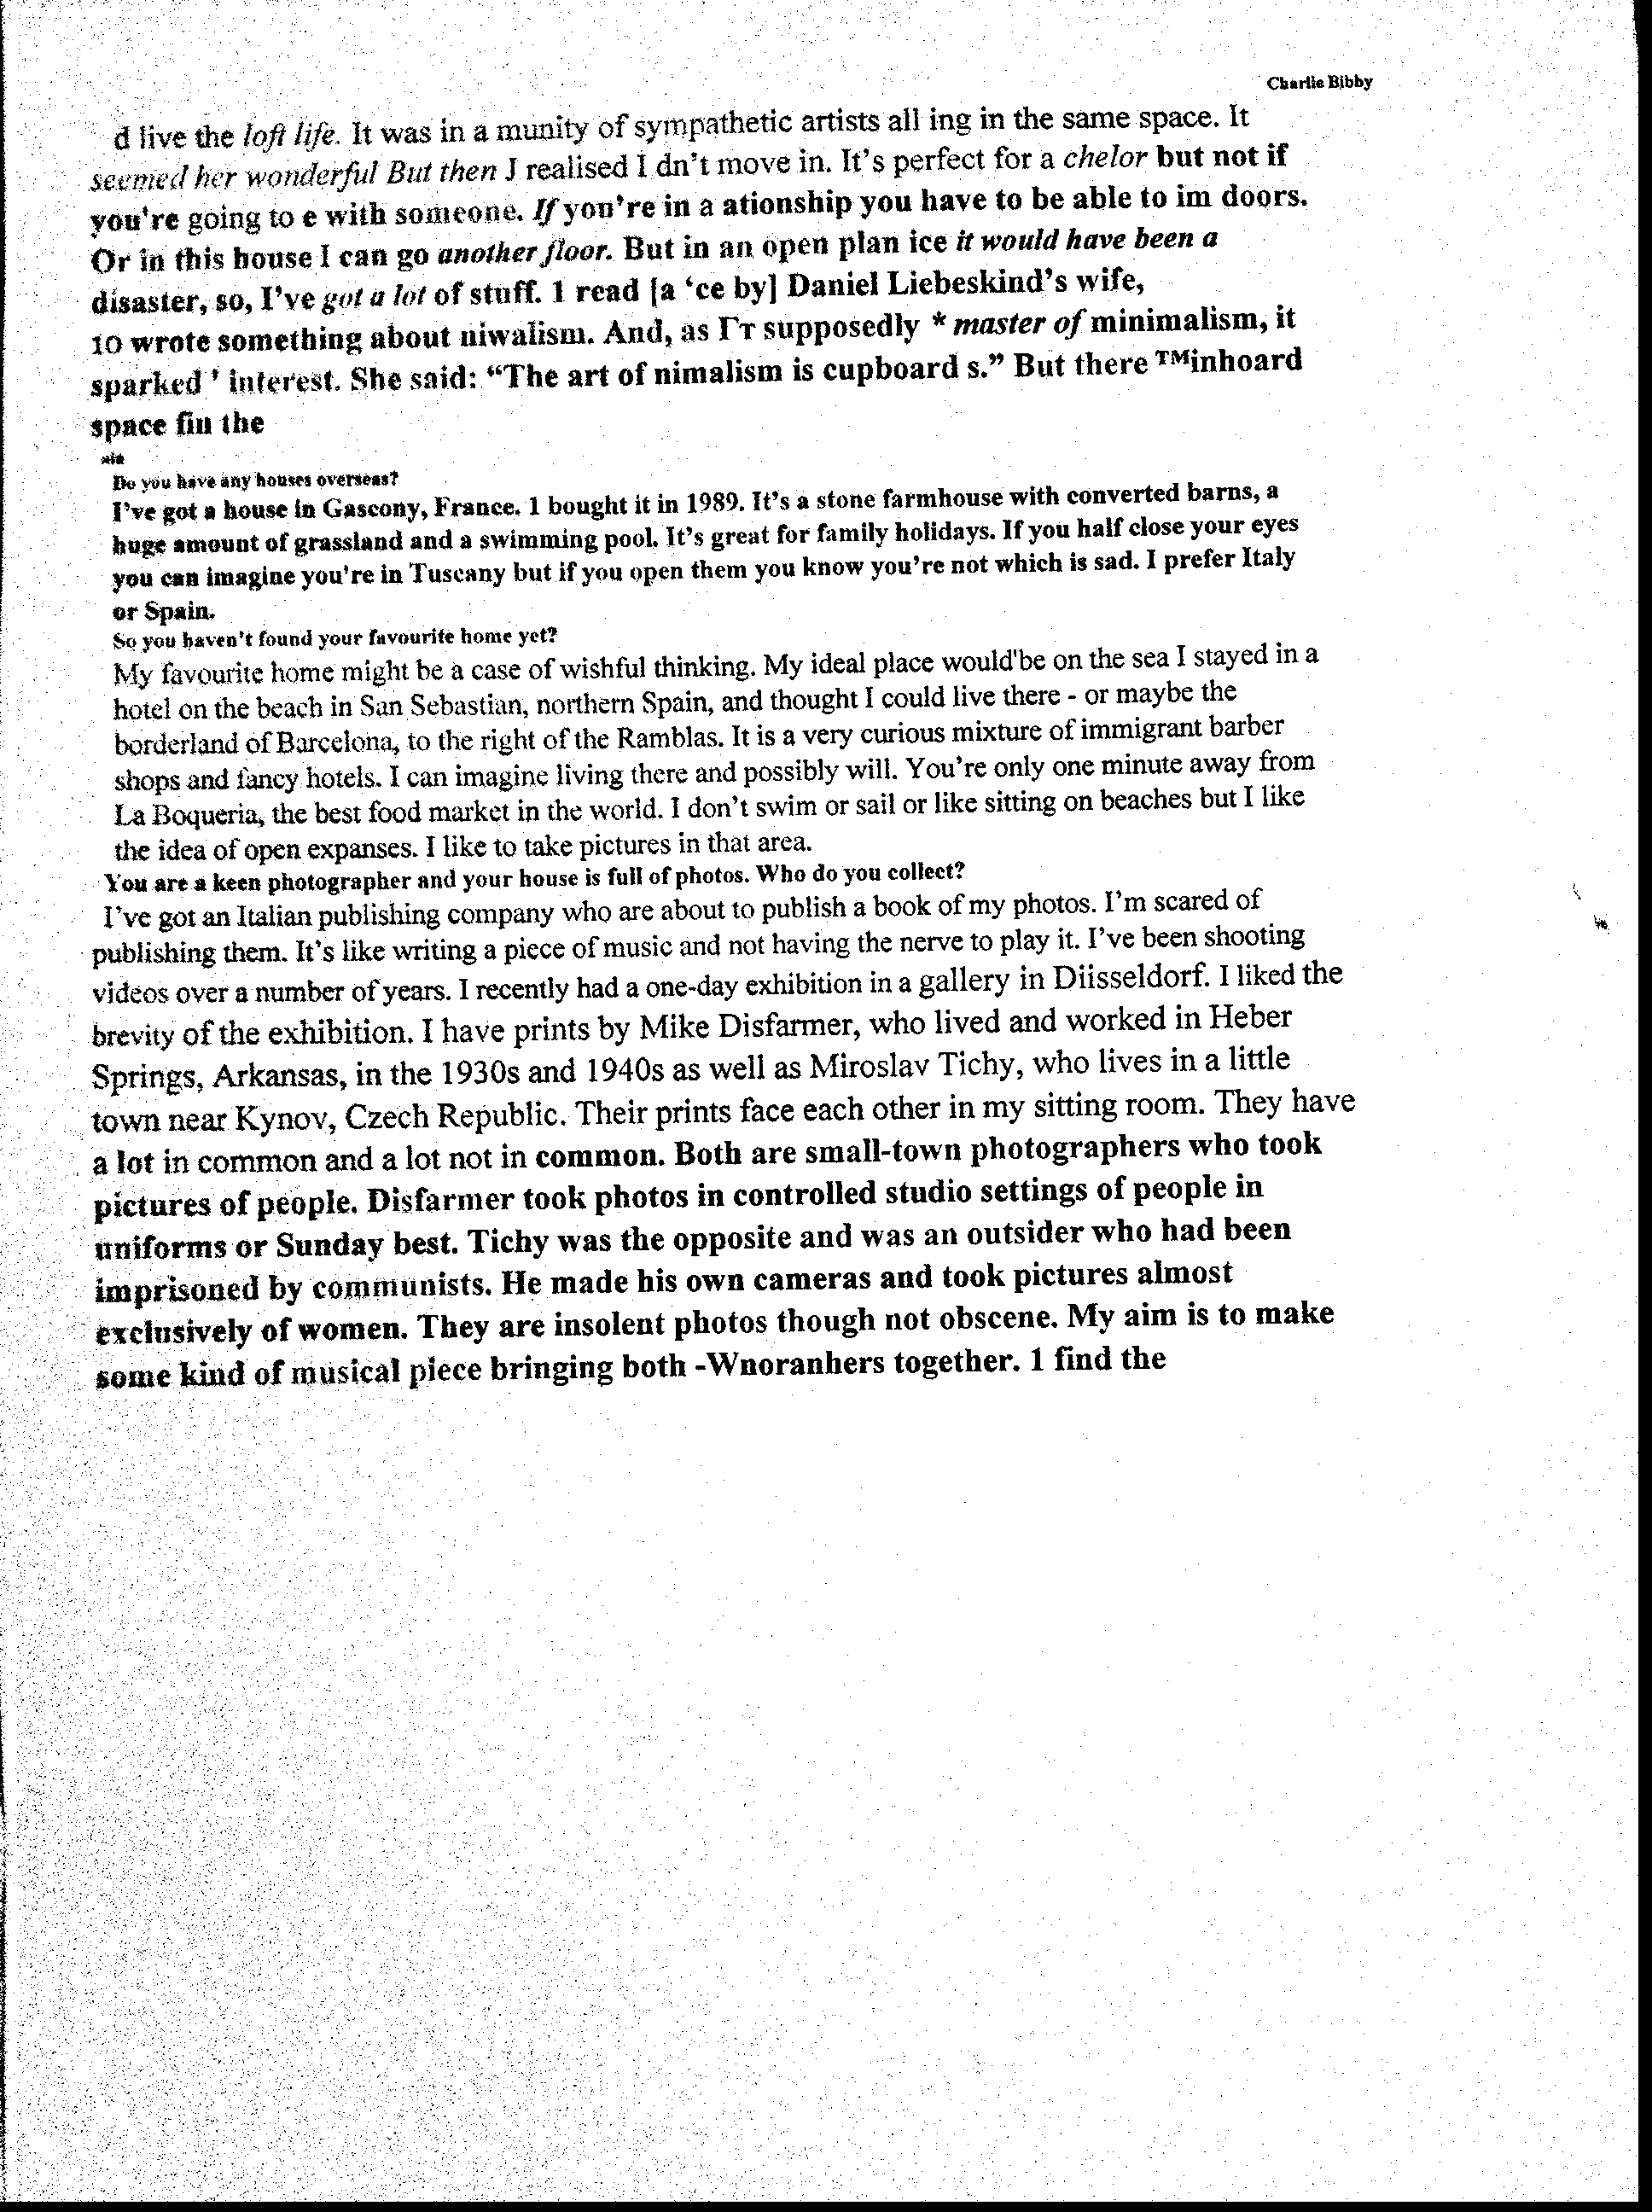 Charlie Bibby
d live the loft life. It was in a munity of sympathetic artists all ing in the same space. It
seemed her wonderful But then J realised I dn't move in. It's perfect for a chelor but not if
you're going to e with someone. If you're in a ationship you have to be able to im doors.
Or in this house I can go another floor. But in an open plan ice it would have been a
disaster, so, I've got a lot of stuff. 1 read [a 'ce by] Daniel Liebeskind's wife,
10 wrote something about niwalism. And, as Γт supposedly * master of minimalism, it
sparked ' interest. She said: “The art of nimalism is cupboard s.” But there ™inhoard
space fin the
Do you have any houses overseas?
I've got a house in Gascony, France. 1 bought it in 1989. It's a stone farmhouse with converted barns, a
huge amount of grassland and a swimming pool. It's great for family holidays. If you half close your eyes
you can imagine you're in Tuscany but if you open them you know you're not which is sad. I prefer Italy
or Spain.
So you haven't found your favourite home yet?
My favourite home might be a case of wishful thinking. My ideal place would'be on the sea I stayed in a
hotel on the beach in San Sebastian, northern Spain, and thought I could live there - or maybe the
borderland of Barcelona, to the right of the Ramblas. It is a very curious mixture of immigrant barber
shops and fancy hotels. I can imagine living there and possibly will. You're only one minute away from
La Boqueria, the best food market in the world. I don't swim or sail or like sitting on beaches but I like
the idea of open expanses. I like to take pictures in that area.
You are a keen photographer and your house is full of photos. Who do you collect?
I've got an Italian publishing company who are about to publish a book of my photos. I'm scared of
publishing them. It's like writing a piece of music and not having the nerve to play it. I've been shooting
videos over a number of years. I recently had a one-day exhibition in a gallery in Diisseldorf. I liked the
brevity of the exhibition. I have prints by Mike Disfarmer, who lived and worked in Heber
Springs, Arkansas, in the 1930s and 1940s as well as Miroslav Tichy, who lives in a little
town near Kynov, Czech Republic. Their prints face each other in my sitting room. They have
a lot in common and a lot not in common. Both are small-town photographers who took
pictures of people. Disfarmer took photos in controlled studio settings of people in
uniforms or Sunday best. Tichy was the opposite and was an outsider who had been
imprisoned by communists. He made his own cameras and took pictures almost
exclusively of women. They are insolent photos though not obscene. My aim is to make
some kind of musical piece bringing both -Wnoranhers together. 1 find the